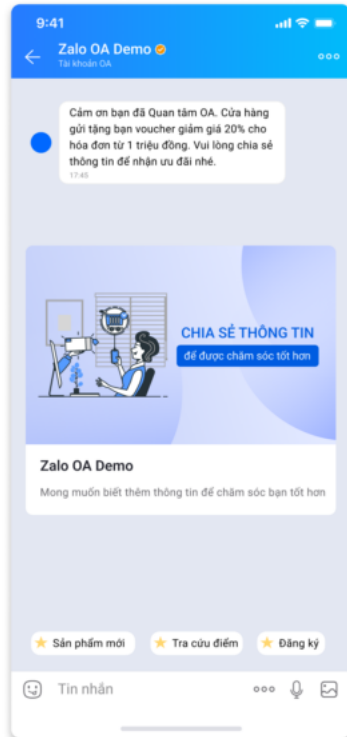 9:41
Zalo OA Demo
Tài khoản OA
Cảm ơn bạn đã Quan tâm OA. Cửa hàng
gửi tặng bạn voucher giảm giá 20% cho
hóa đơn từ 1 triệu đồng. Vui lòng chia sẻ
thông tin để nhận ưu đãi nhé.
17:45
CHIA SẺ THÔNG TIN
để được chăm sóc tốt hơn
Zalo OA Demo
Mong muốn biết thêm thông tin để chăm sóc bạn tốt hơn
Sản phẩm mới
Tra cứu điểm
Đăng ký
Tin nhắn